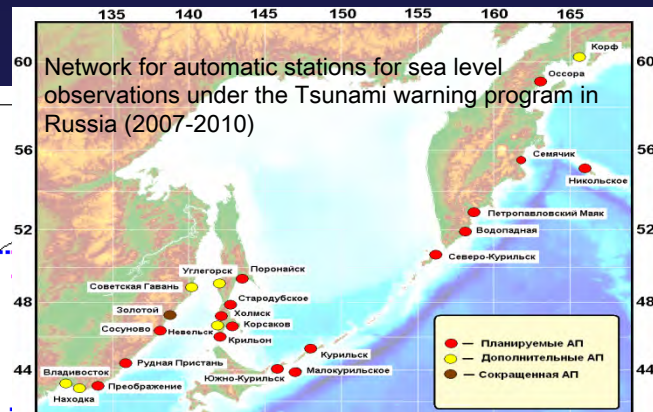 135 140 145 150 155 160 165
Network for automatic stations for sea level
observations under the Tsunami warning program in
Russia (2007-2010)
60 60
56 56
52 52
48 48
44 44
Корф
Оссора
Семячик
Никольское
Петропавловский Маяк
Водопадная
Северо-Курильск
Углегорск
Поронайск
Советская Гавань
Стародубское
Золотой
Холмск
Сосуново
Невельск
Корсаков
Крильон
Рудная Пристань
Курильск
Владивосток
Преображение
Южно-Курильск
Малокурильское
Находка
— Планируемые АП
— Дополнительные АП
— Сокращенная АП